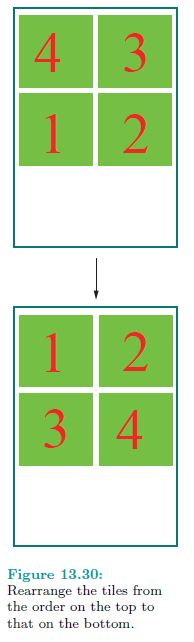 4 3
1 2
1 2
3 4
Figure 13.30:
Rearrange the tiles from
the order on the top to
that on the bottom.